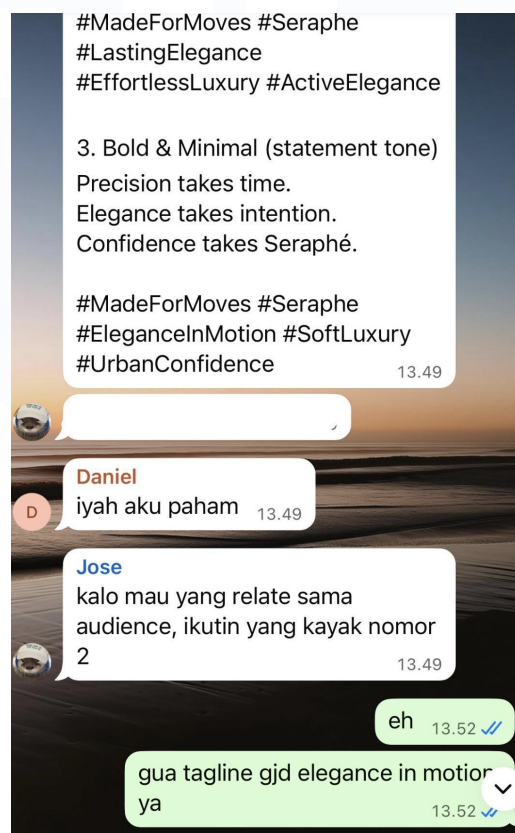 #MadeForMoves #Seraphe
#LastingElegance
#EffortlessLuxury #ActiveElegance
3. Bold & Minimal (statement tone)
Precision takes time.
Elegance takes intention.
Confidence takes Seraphé.
#MadeForMoves #Seraphe
#EleganceInMotion #SoftLuxury
#UrbanConfidence
13.49
Daniel
D
iyah aku paham 13.49
Jose
kalo mau yang relate sama
audience, ikutin yang kayak nomor
2
13.49
eh 13.52
gua tagline gjd elegance in motion
ya
13.52